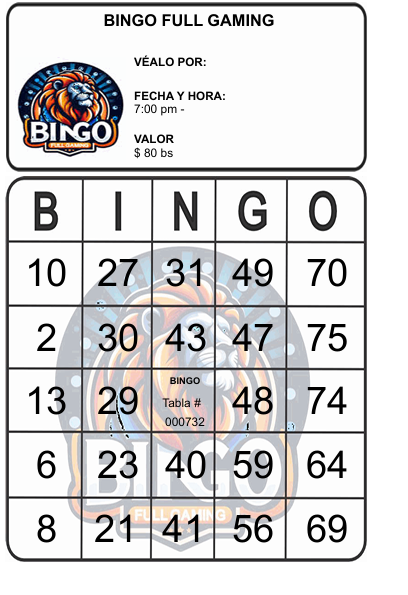 BINGO FULL GAMING
VÉALO POR:
FECHA Y HORA:
7:00 pm -
VALOR
$ 80 bs
BINGO
FULL GAMING
B I N G O
10 27 31 49 70
2 30 43 47 75
13 29 BINGO 48 74
Tabla #
000732
6 23 40 59 64
8 21 41 56 69
BINGO
FULL GAMING